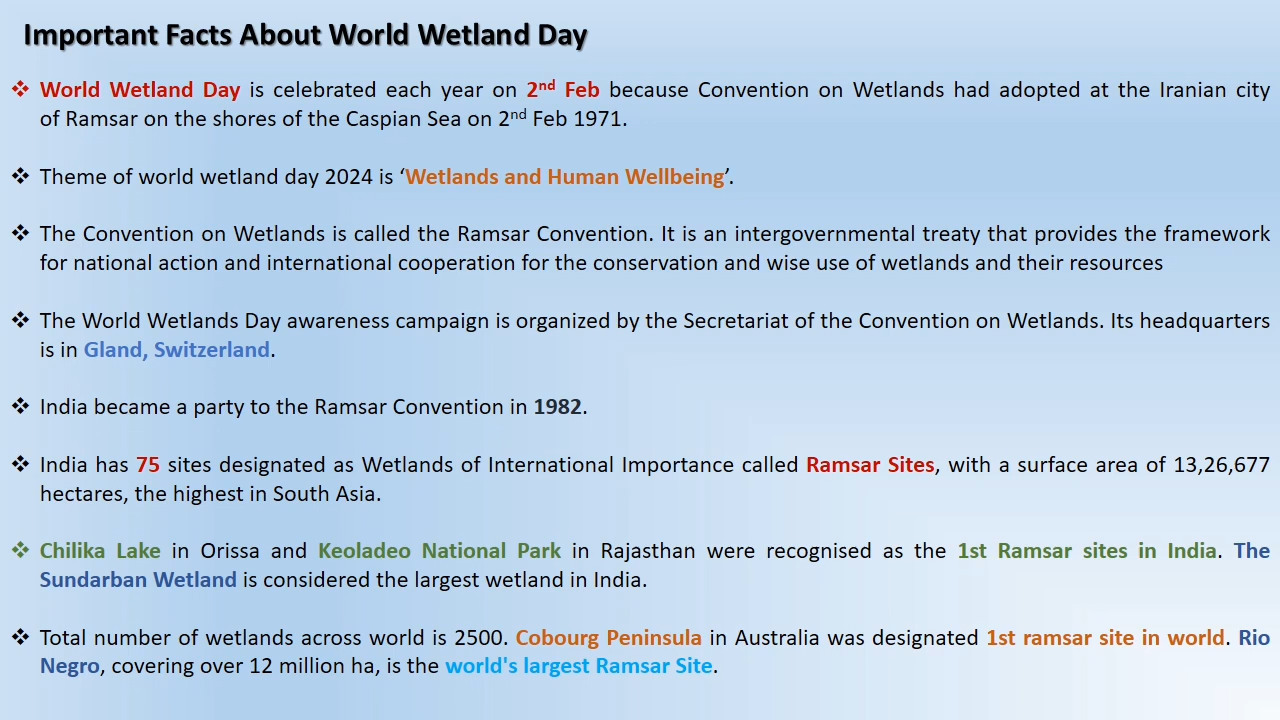 Important Facts About World Wetland Day
❖ World Wetland Day is celebrated each year on 2nd Feb because Convention on Wetlands had adopted at the Iranian city
of Ramsar on the shores of the Caspian Sea on 2nd Feb 1971.
❖ Theme of world wetland day 2024 is ‘Wetlands and Human Wellbeing’.
❖ The Convention on Wetlands is called the Ramsar Convention. It is an intergovernmental treaty that provides the framework
for national action and international cooperation for the conservation and wise use of wetlands and their resources
❖ The World Wetlands Day awareness campaign is organized by the Secretariat of the Convention on Wetlands. Its headquarters
is in Gland, Switzerland.
❖ India became a party to the Ramsar Convention in 1982.
❖ India has 75 sites designated as Wetlands of International Importance called Ramsar Sites, with a surface area of 13,26,677
hectares, the highest in South Asia.
❖ Chilika Lake in Orissa and Keoladeo National Park in Rajasthan were recognised as the 1st Ramsar sites in India. The
Sundarban Wetland is considered the largest wetland in India.
❖ Total number of wetlands across world is 2500. Cobourg Peninsula in Australia was designated 1st ramsar site in world. Rio
Negro, covering over 12 million ha, is the world's largest Ramsar Site.